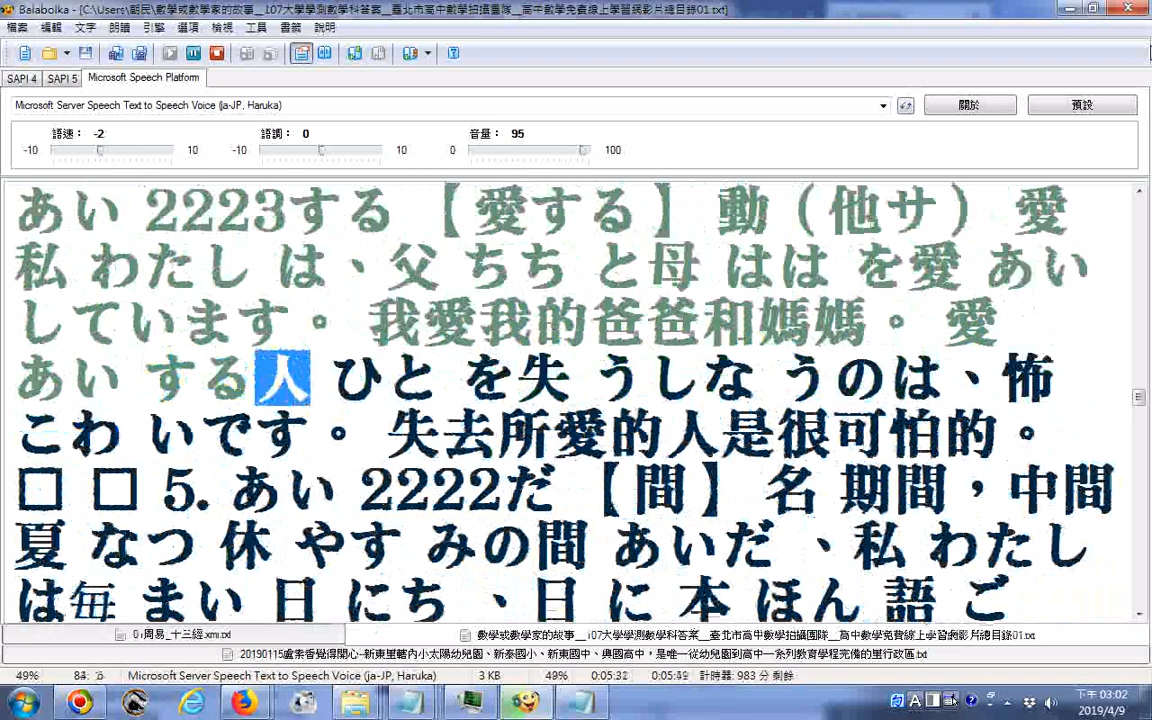 Balabolka - [C:\Users\朝民\數學或數學家的故事__107大學學測數學科答案__臺北市高中數學拍攝團隊__高中數學免費線上學習網影片總目錄01.txt]
檔案 編輯 文字 朗讀 引擎 選項 檢視 工具 書籤 說明
SAPI 4 SAPI 5 Microsoft Speech Platform
Microsoft Server Speech Text to Speech Voice (ja-JP, Haruka) 關於 預設
語速： -2 語調： 0 音量： 95
-10 10 -10 10 0 100
あい 2223する 【愛する】 動（他サ） 愛
私 わたし は、父 ちち と母 はは を愛 あい
しています。 我愛我的爸爸和媽媽。 愛
あい する人 ひと を失 うしな うのは、怖
こわ いです。 失去所愛的人是很可怕的。
□ □ 5. あい 2222だ 【間】 名 期間，中間
夏 なつ 休 やす みの間 あいだ 、私 わたし
は毎 まい 日 にち 、日 に 本 ほん 語 ご
0:周易_十三經.xml.txt 數學或數學家的故事__107大學學測數學科答案__臺北市高中數學拍攝團隊__高中數學免費線上學習網影片總目錄01.txt
20190115盧素香覺得開心-新東里轄內小太陽幼兒園、新泰國小、新東國中、興國高中，是唯一從幼兒園到高中一系列教育學程完備的里行政區.txt
49% Microsoft Server Speech Text to Speech Voice (ja-JP, Haruka) 3 KB 49% 0:05:32 計時器: 983 分 剩餘
下午 03:02
2019/4/9